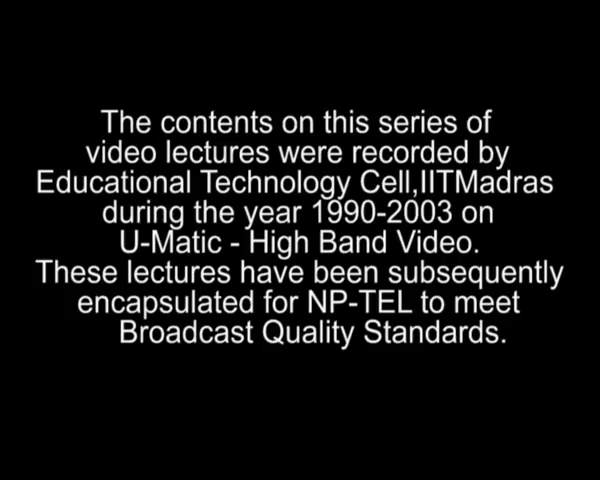 The contents on this series of
video lectures were recorded by
Educational Technology Cell,IITMadras
during the year 1990-2003 on
U-Matic - High Band Video.
These lectures have been subsequently
encapsulated for NP-TEL to meet
Broadcast Quality Standards.